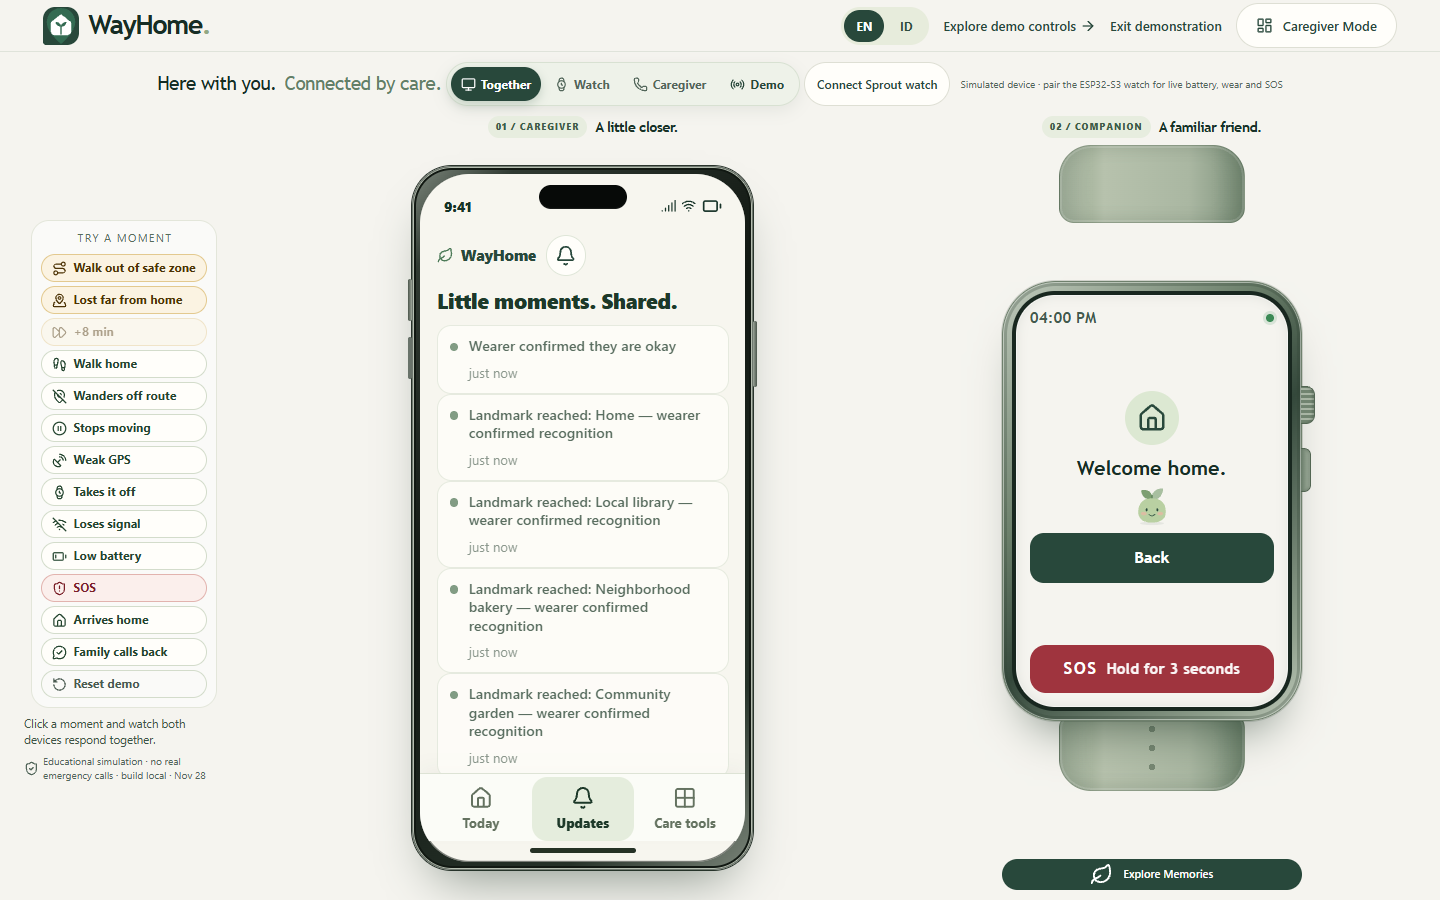 WayHome.
EN
ID
Explore demo controls
Exit demonstration
Caregiver Mode
Here with you. Connected by care.
Together
Watch
Caregiver
Demo
Connect Sprout watch
Simulated device · pair the ESP32-S3 watch for live battery, wear and SOS
01 / CAREGIVER
A little closer.
02 / COMPANION
A familiar friend.
TRY A MOMENT
Walk out of safe zone
Lost far from home
+8 min
Walk home
Wanders off route
Stops moving
Weak GPS
Takes it off
Loses signal
Low battery
SOS
Arrives home
Family calls back
Reset demo
Click a moment and watch both
devices respond together.
Educational simulation · no real
emergency calls · build local · Nov 28
9:41
WayHome
Little moments. Shared.
Wearer confirmed they are okay
just now
Landmark reached: Home — wearer
confirmed recognition
just now
Landmark reached: Local library —
wearer confirmed recognition
just now
Landmark reached: Neighborhood
bakery — wearer confirmed
recognition
just now
Landmark reached: Community
garden — wearer confirmed
recognition
just now
Today
Updates
Care tools
04:00 PM
Welcome home.
Back
SOS Hold for 3 seconds
Explore Memories